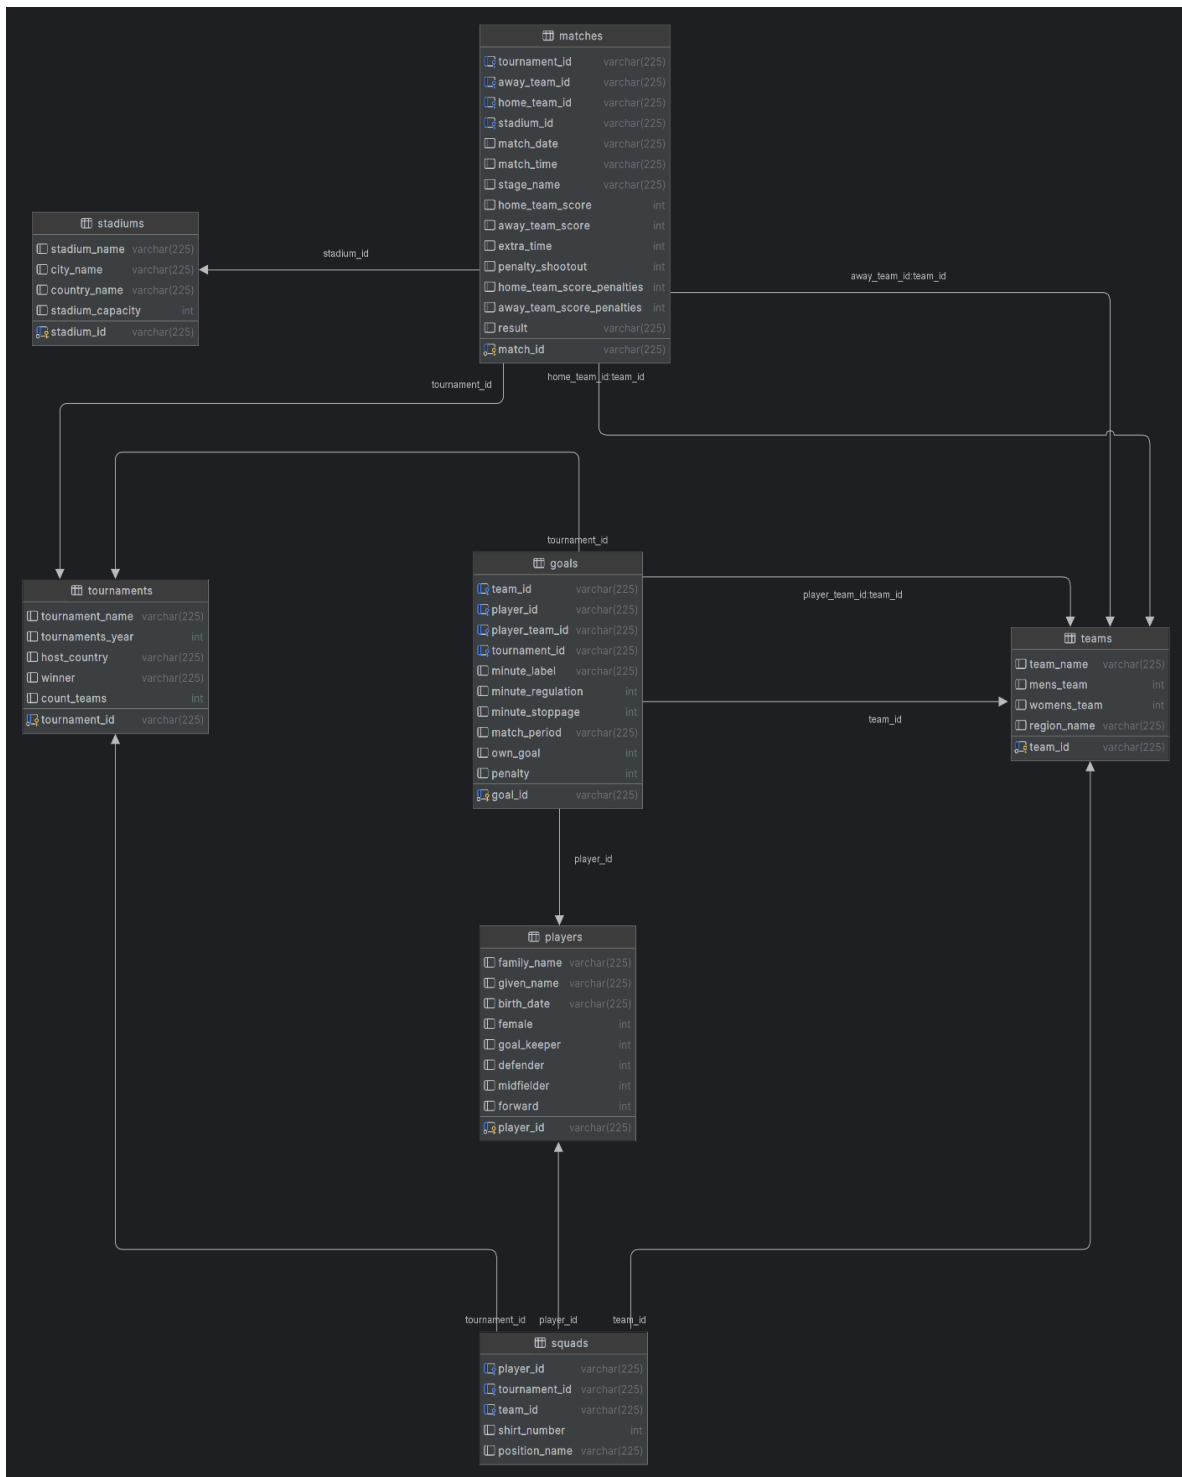 matches
tournament_id varchar(225)
away_team_id varchar(225)
home_team_id varchar(225)
stadium_id varchar(225)
match_date varchar(225)
match_time varchar(225)
stage_name varchar(225)
home_team_score int
away_team_score int
extra_time int
penalty_shootout int
home_team_score_penalties int
away_team_score_penalties int
result varchar(225)
match_id varchar(225)
stadiums
stadium_name varchar(225)
city_name varchar(225)
country_name varchar(225)
stadium_capacity int
stadium_id varchar(225)
stadium_id
away_team_id:team_id
tournament_id
home_team_id:team_id
tournament_id
tournaments
tournament_name varchar(225)
tournaments_year int
host_country varchar(225)
winner varchar(225)
count_teams int
tournament_id varchar(225)
goals
team_id varchar(225)
player_id varchar(225)
player_team_id varchar(225)
tournament_id varchar(225)
minute_label varchar(225)
minute_regulation int
minute_stoppage int
match_period varchar(225)
own_goal int
penalty int
goal_id varchar(225)
player_team_id:team_id
team_id
teams
team_name varchar(225)
mens_team int
womens_team int
region_name varchar(225)
team_id varchar(225)
player_id
players
family_name varchar(225)
given_name varchar(225)
birth_date varchar(225)
female int
goal_keeper int
defender int
midfielder int
forward int
player_id varchar(225)
tournament_id
player_id
team_id
squads
player_id varchar(225)
tournament_id varchar(225)
team_id varchar(225)
shirt_number int
position_name varchar(225)